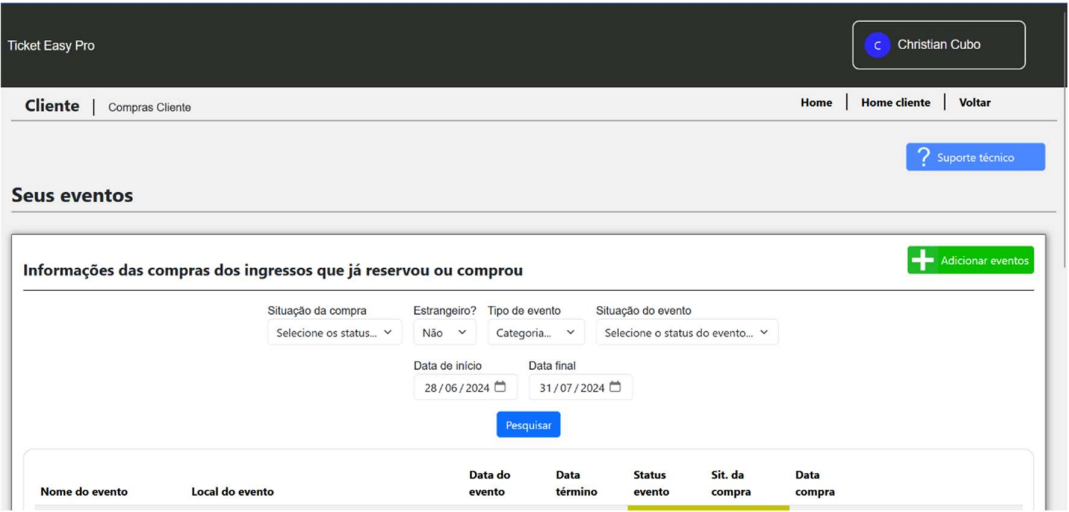 Ticket Easy Pro
C Christian Cubo
Cliente | Compras Cliente
Home | Home cliente | Voltar
? Suporte técnico
Seus eventos
Informações das compras dos ingressos que já reservou ou comprou
Adicionar eventos
Situação da compra Estrangeiro? Tipo de evento Situação do evento
Selecione os status... Não Categoria... Selecione o status do evento...
Data de início Data final
28/06/2024 31/07/2024
Pesquisar
Nome do evento Local do evento Data do evento Data término Status evento Sit. da compra Data compra